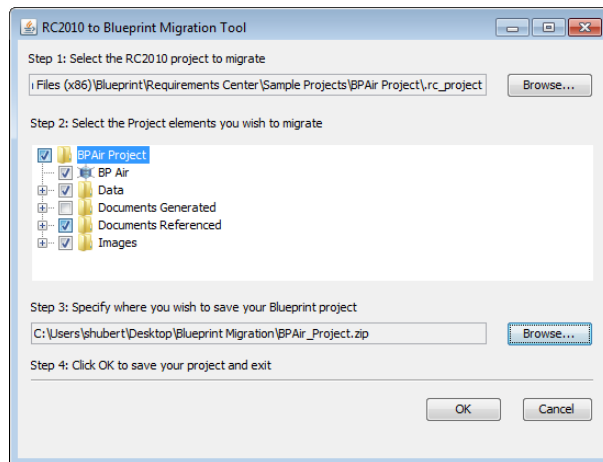 RC2010 to Blueprint Migration Tool
Step 1: Select the RC2010 project to migrate
Files (x86)\Blueprint\Requirements Center\Sample Projects\BPAir Project\.rc_project
Browse...
Step 2: Select the Project elements you wish to migrate
BPAir Project
BP Air
Data
Documents Generated
Documents Referenced
Images
Step 3: Specify where you wish to save your Blueprint project
C:\Users\shubert\Desktop\Blueprint Migration\BPAir_Project.zip
Browse...
Step 4: Click OK to save your project and exit
OK Cancel